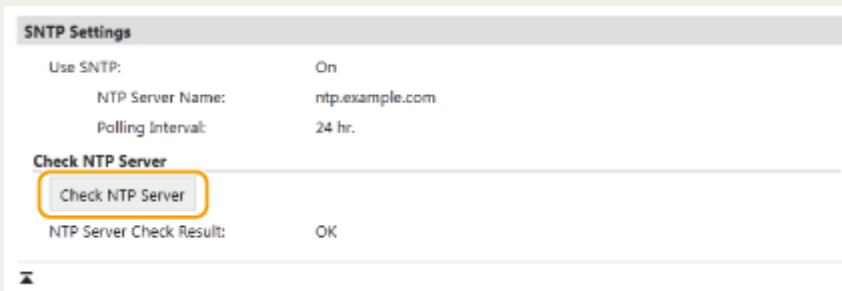 SNTP Settings
Use SNTP: On
NTP Server Name: ntp.example.com
Polling Interval: 24 hr.
Check NTP Server
Check NTP Server
NTP Server Check Result: OK